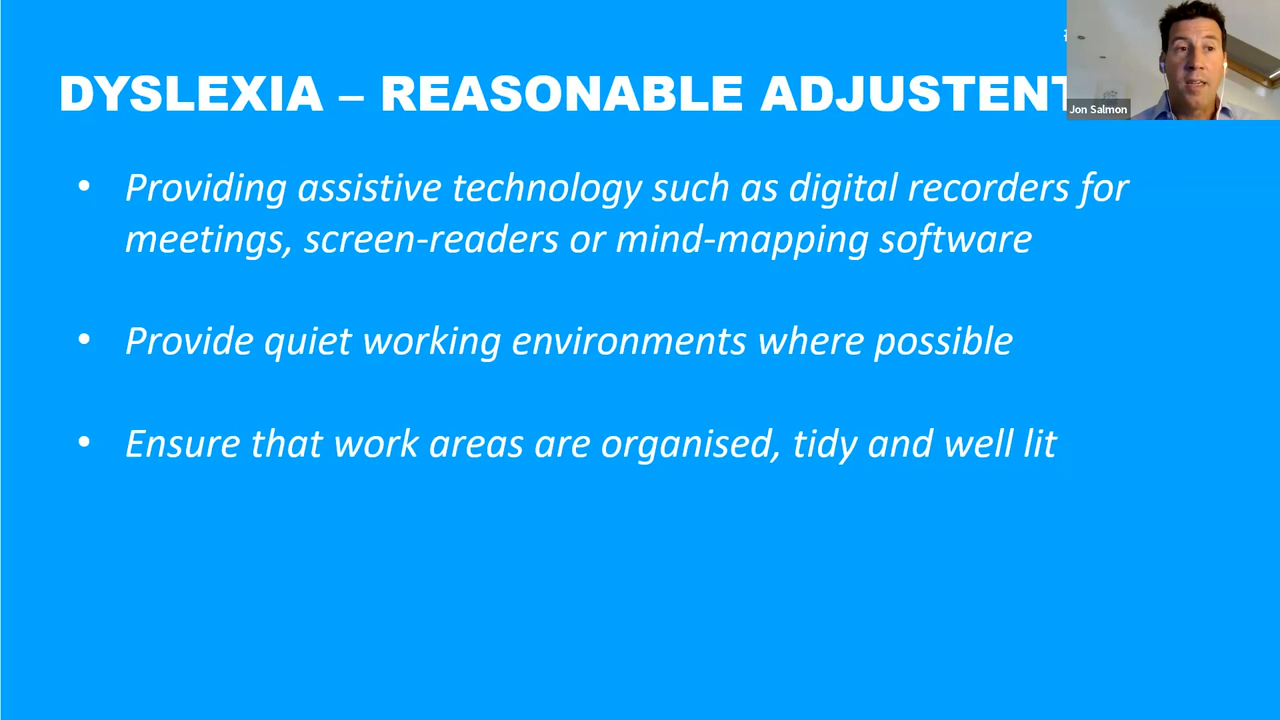 DYSLEXIA – REASONABLE ADJUSTENT
Jon Salmon
• Providing assistive technology such as digital recorders for
meetings, screen-readers or mind-mapping software
• Provide quiet working environments where possible
• Ensure that work areas are organised, tidy and well lit